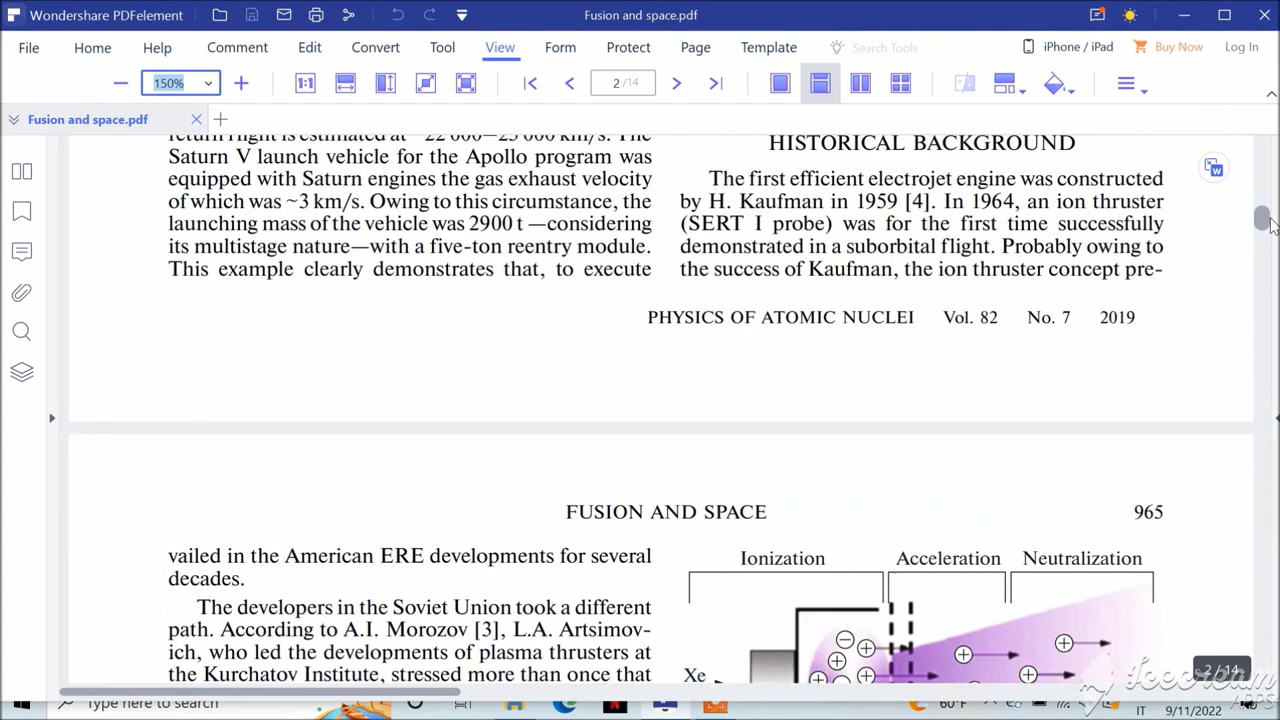 Wondershare PDFelement
Fusion and space.pdf
File Home Help Comment Edit Convert Tool View Form Protect Page Template Search Tools iPhone / iPad Buy Now Log In
150% 1:1 2 /14
Fusion and space.pdf
Saturn V launch vehicle for the Apollo program was
equipped with Saturn engines the gas exhaust velocity
of which was ~3 km/s. Owing to this circumstance, the
launching mass of the vehicle was 2900 t —considering
its multistage nature—with a five-ton reentry module.
This example clearly demonstrates that, to execute
HISTORICAL BACKGROUND
The first efficient electrojet engine was constructed
by H. Kaufman in 1959 [4]. In 1964, an ion thruster
(SERT I probe) was for the first time successfully
demonstrated in a suborbital flight. Probably owing to
the success of Kaufman, the ion thruster concept pre-
PHYSICS OF ATOMIC NUCLEI Vol. 82 No. 7 2019
FUSION AND SPACE 965
vailed in the American ERE developments for several
decades.
The developers in the Soviet Union took a different
path. According to A.I. Morozov [3], L.A. Artsimov-
ich, who led the developments of plasma thrusters at
the Kurchatov Institute, stressed more than once that
Ionization Acceleration Neutralization
Xe
2 / 14
Icecream
APPS
Type here to search
60°F
IT 9/11/2022